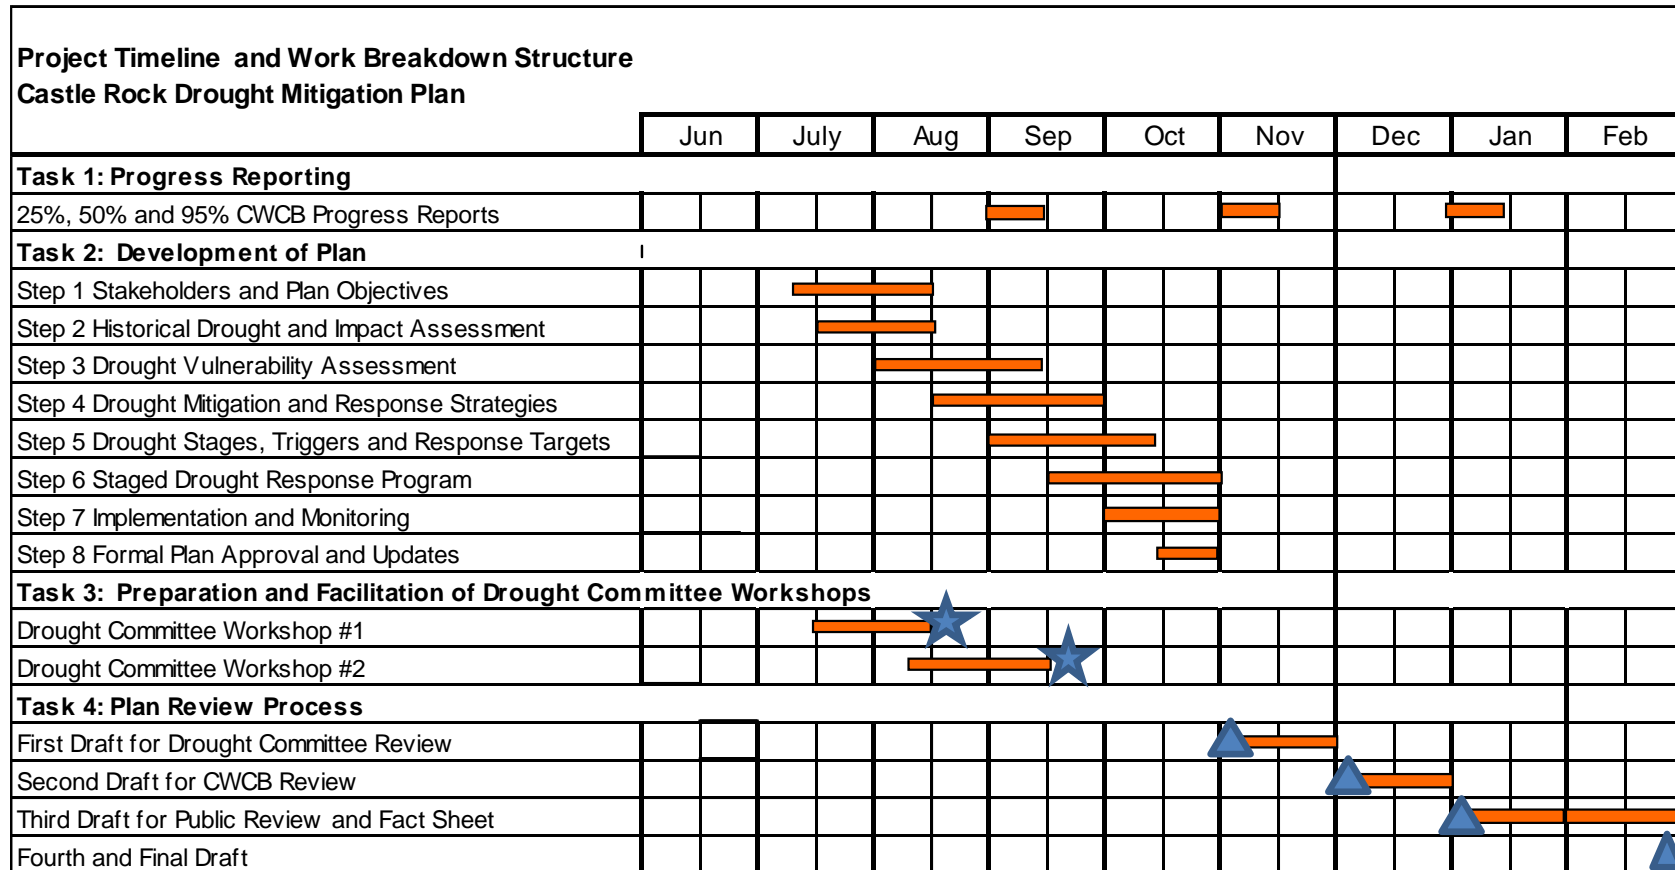 Project Timeline and Work Breakdown Structure
Castle Rock Drought Mitigation Plan
Jun July Aug Sep Oct Nov Dec Jan Feb
Task 1: Progress Reporting
25%, 50% and 95% CWCB Progress Reports
Task 2: Development of Plan
Step 1 Stakeholders and Plan Objectives
Step 2 Historical Drought and Impact Assessment
Step 3 Drought Vulnerability Assessment
Step 4 Drought Mitigation and Response Strategies
Step 5 Drought Stages, Triggers and Response Targets
Step 6 Staged Drought Response Program
Step 7 Implementation and Monitoring
Step 8 Formal Plan Approval and Updates
Task 3: Preparation and Facilitation of Drought Committee Workshops
Drought Committee Workshop #1
Drought Committee Workshop #2
Task 4: Plan Review Process
First Draft for Drought Committee Review
Second Draft for CWCB Review
Third Draft for Public Review and Fact Sheet
Fourth and Final Draft